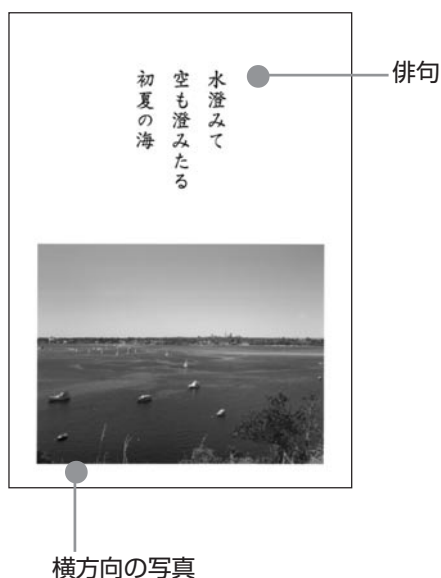 水澄みて
空も澄みたる
初夏の海
俳句
横方向の写真